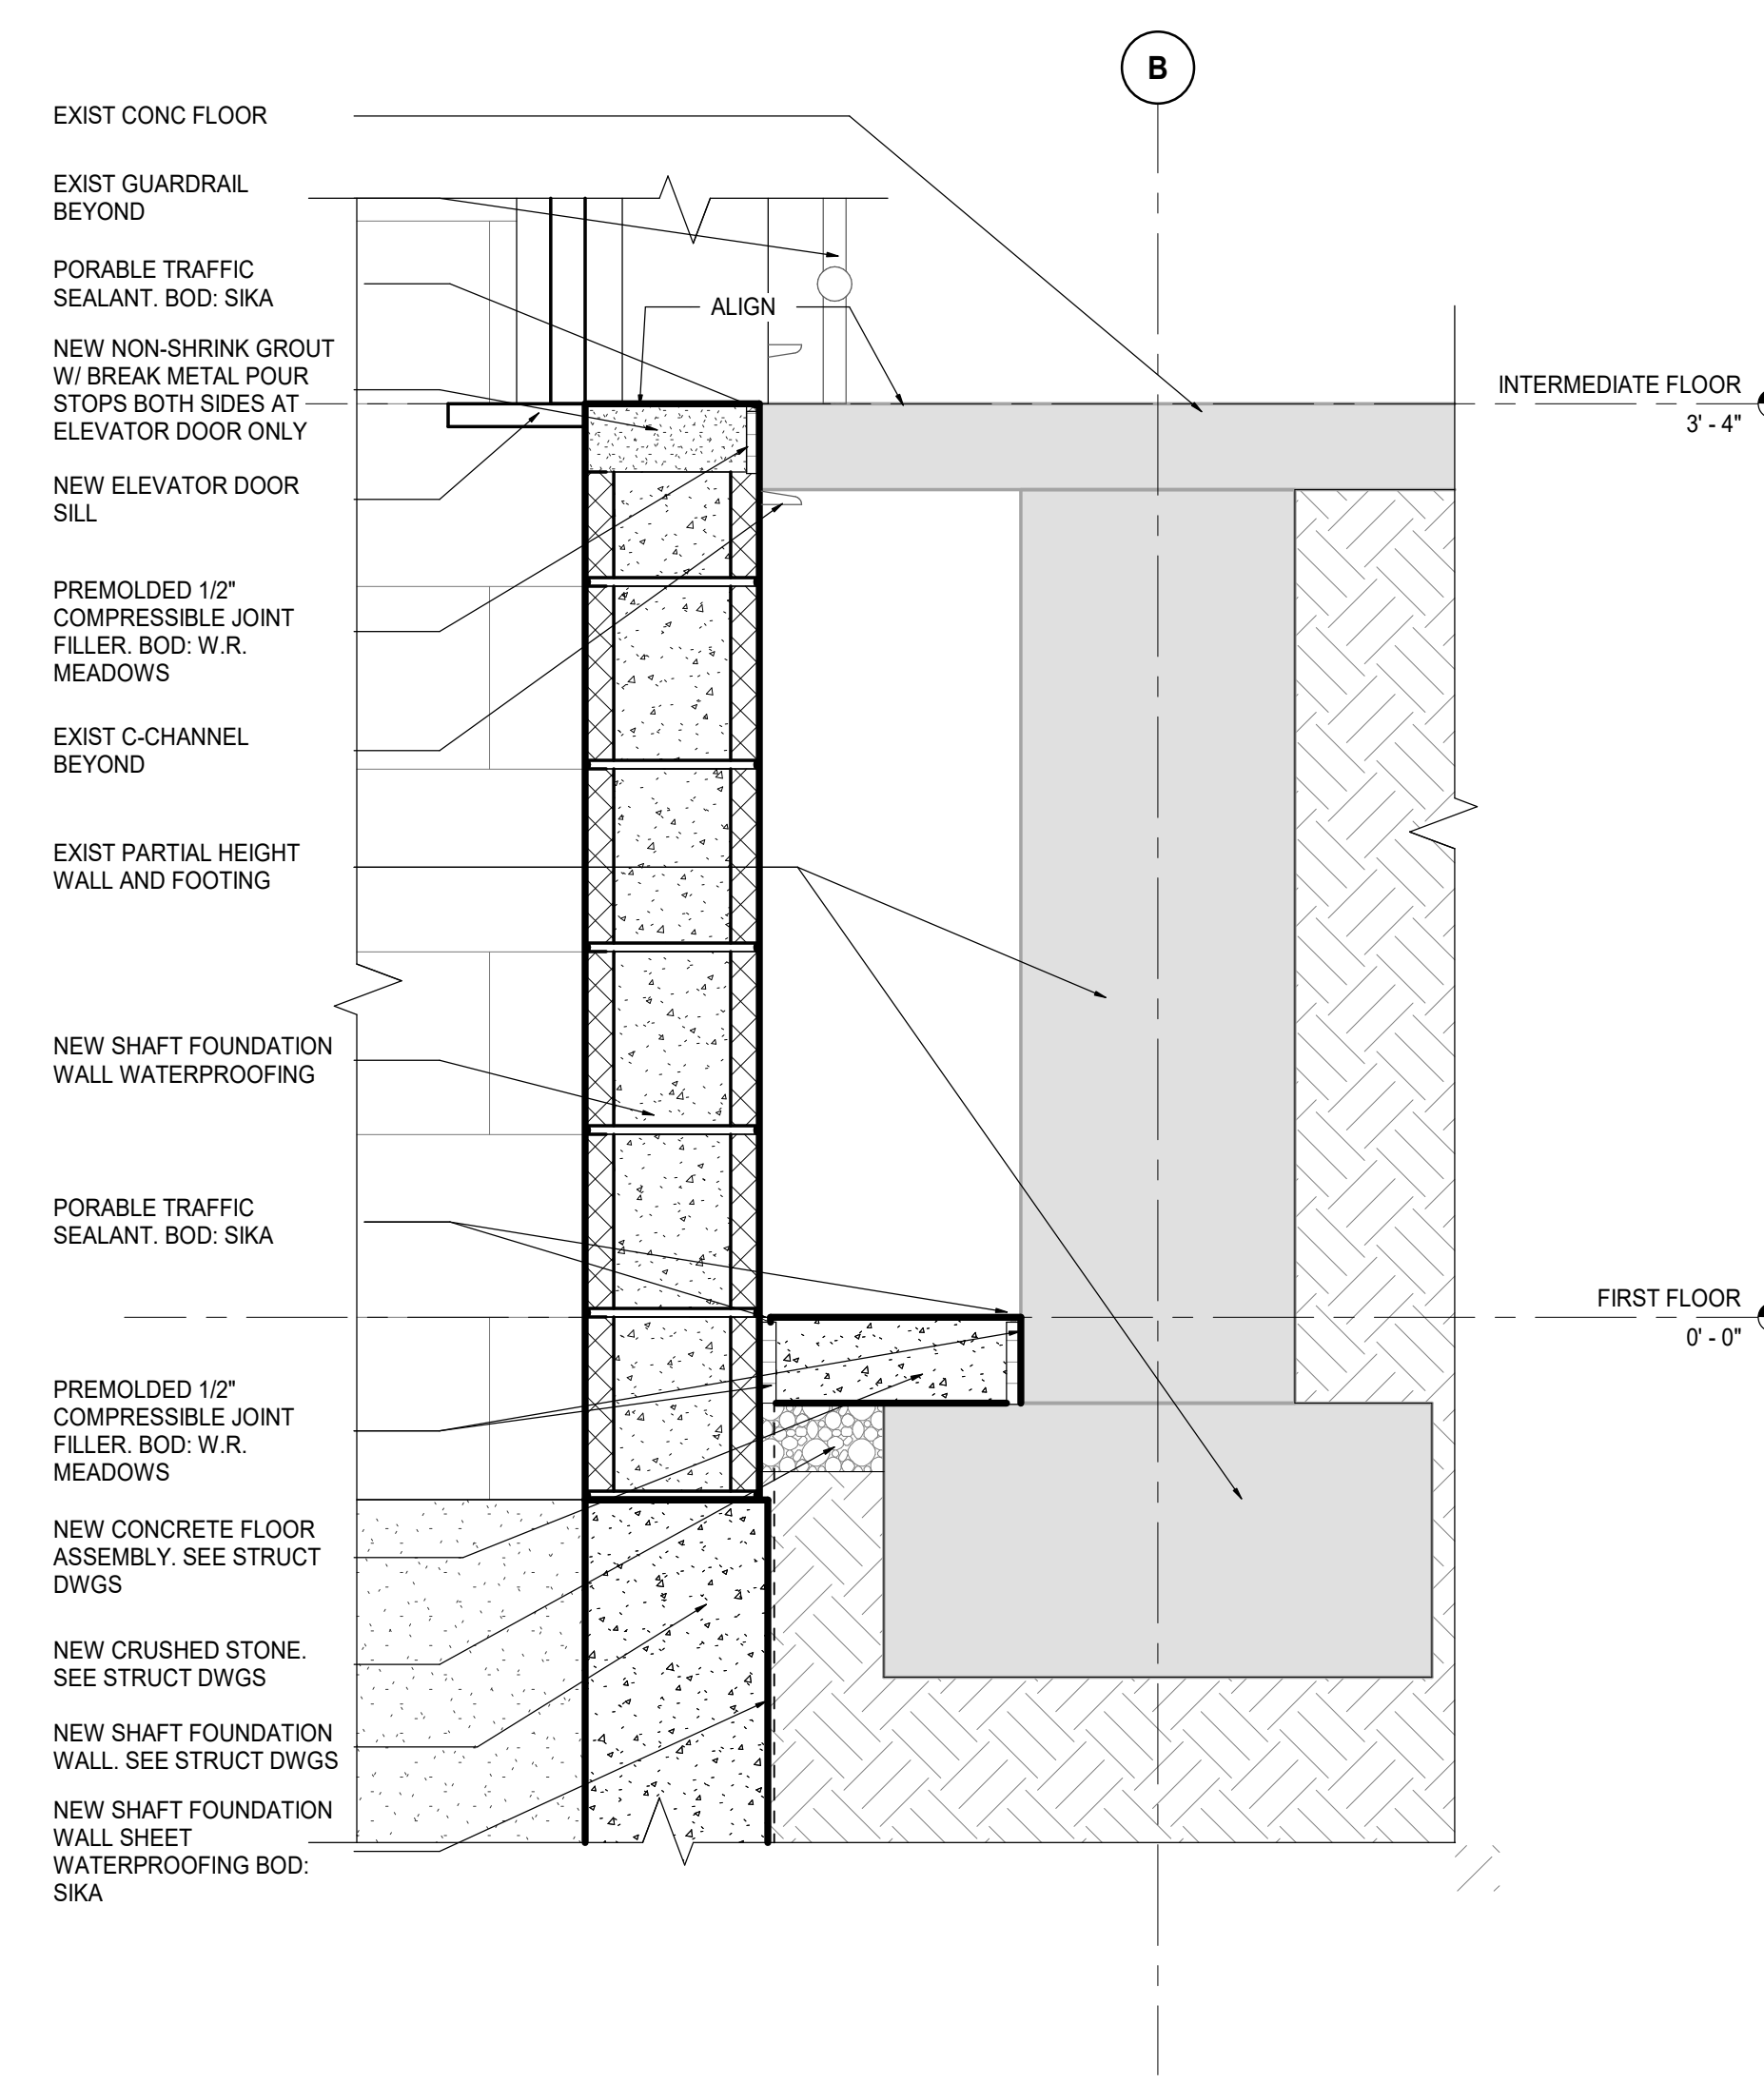 B
EXIST CONC FLOOR
EXIST GUARDRAIL
BEYOND
PORABLE TRAFFIC
SEALANT. BOD: SIKA
ALIGN
NEW NON-SHRINK GROUT
W/ BREAK METAL POUR
STOPS BOTH SIDES AT
ELEVATOR DOOR ONLY
INTERMEDIATE FLOOR
3' - 4"
NEW ELEVATOR DOOR
SILL
PREMOLDED 1/2"
COMPRESSIBLE JOINT
FILLER. BOD: W.R.
MEADOWS
EXIST C-CHANNEL
BEYOND
EXIST PARTIAL HEIGHT
WALL AND FOOTING
NEW SHAFT FOUNDATION
WALL WATERPROOFING
PORABLE TRAFFIC
SEALANT. BOD: SIKA
FIRST FLOOR
0' - 0"
PREMOLDED 1/2"
COMPRESSIBLE JOINT
FILLER. BOD: W.R.
MEADOWS
NEW CONCRETE FLOOR
ASSEMBLY. SEE STRUCT
DWGS
NEW CRUSHED STONE.
SEE STRUCT DWGS
NEW SHAFT FOUNDATION
WALL. SEE STRUCT DWGS
NEW SHAFT FOUNDATION
WALL SHEET
WATERPROOFING BOD:
SIKA